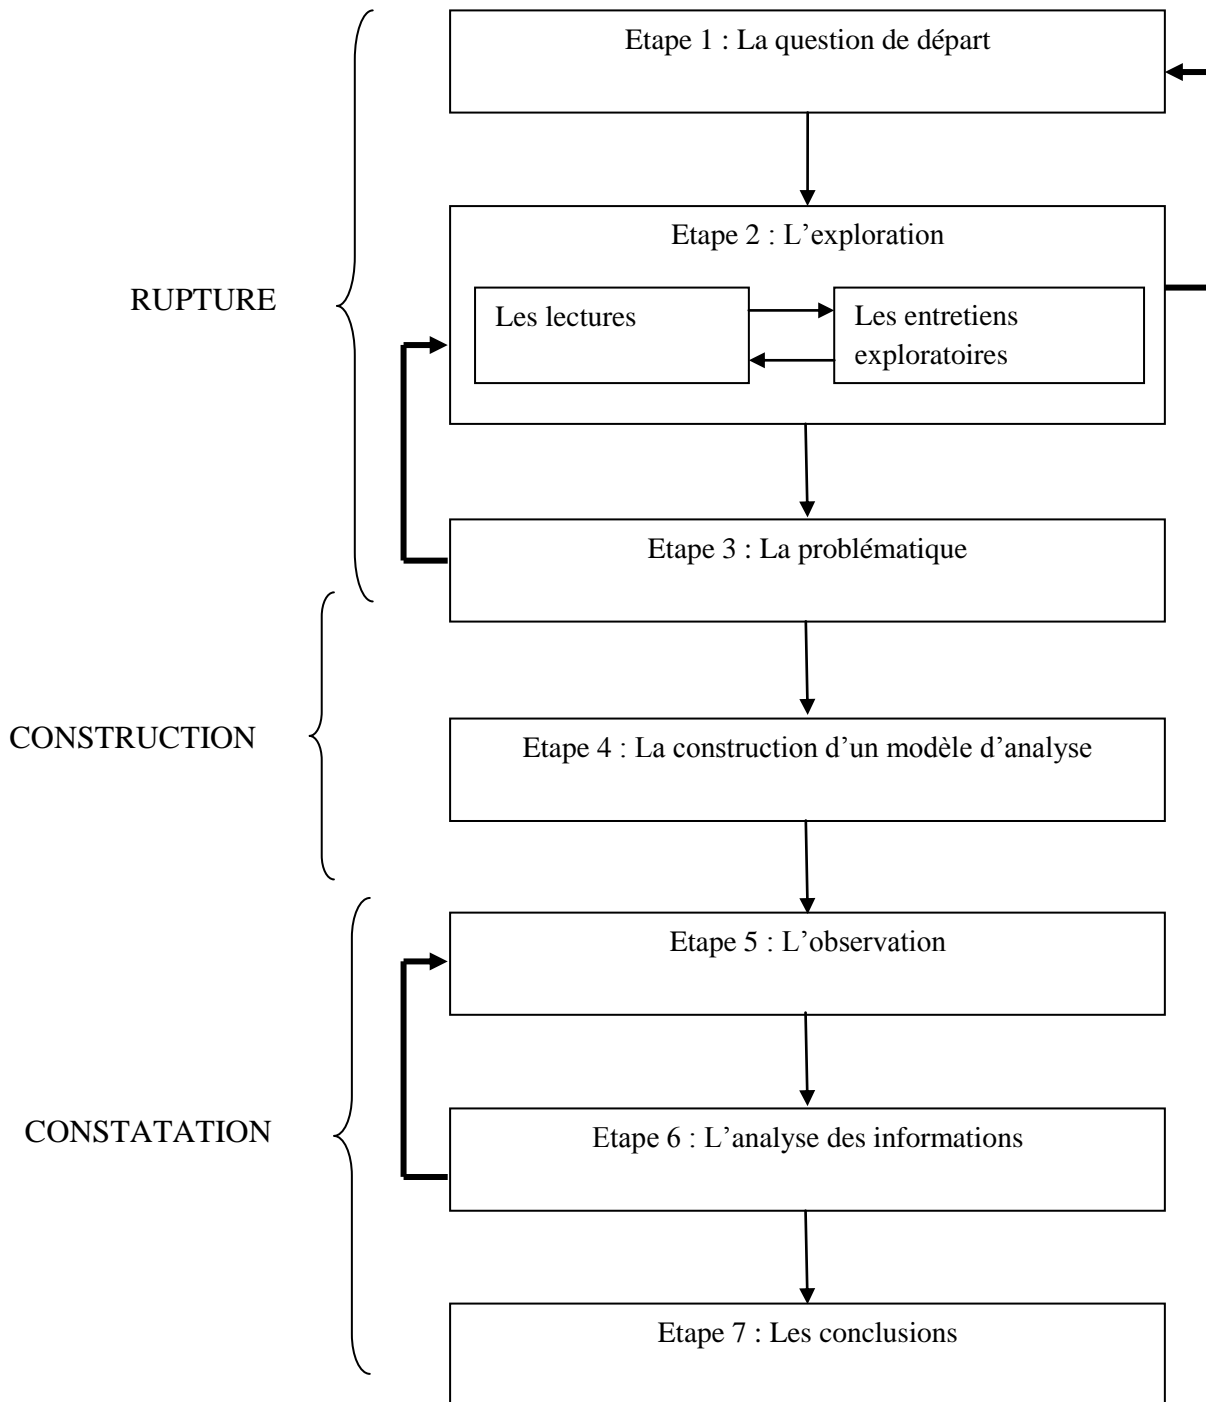 Etape 1 : La question de départ
Etape 2 : L’exploration
RUPTURE
Les lectures
Les entretiens
exploratoires
Etape 3 : La problématique
CONSTRUCTION
Etape 4 : La construction d’un modèle d’analyse
Etape 5 : L’observation
CONSTATATION
Etape 6 : L’analyse des informations
Etape 7 : Les conclusions